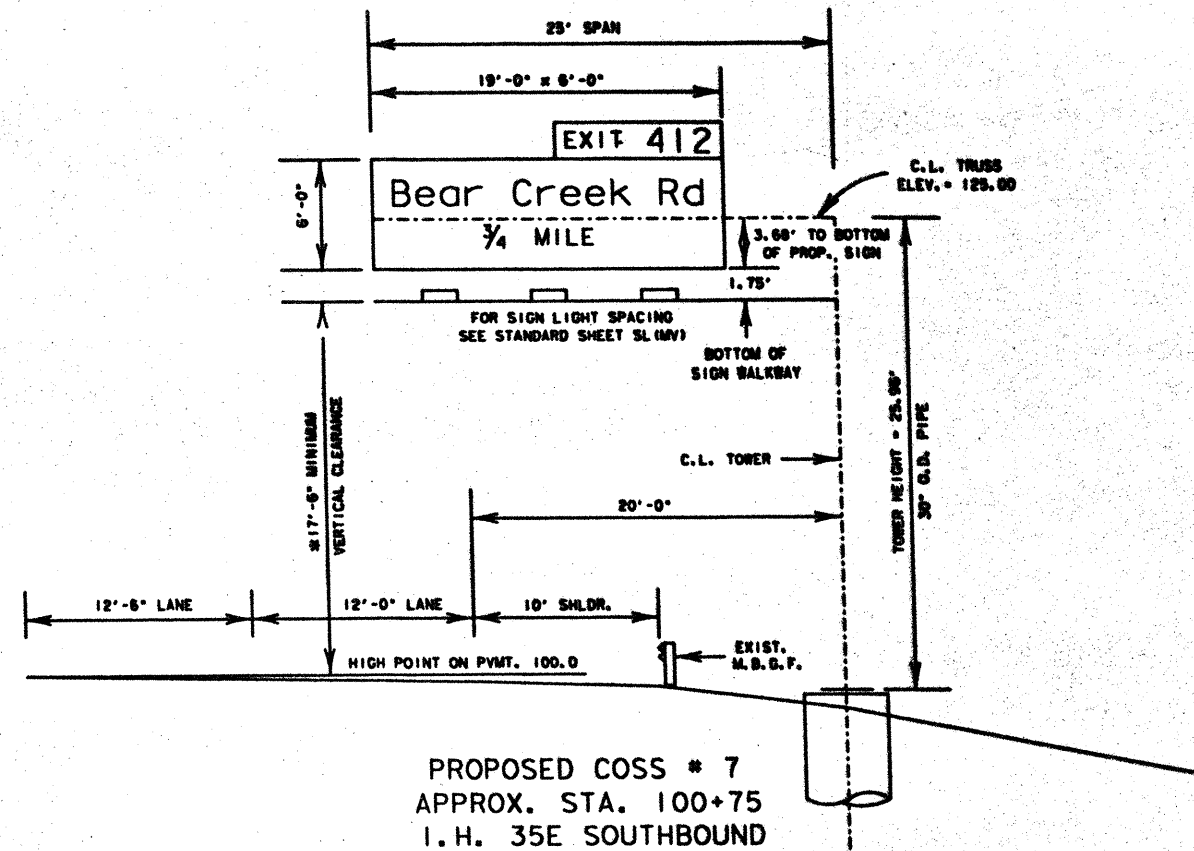 25' SPAN
19'-0" x 6'-0"
EXIT 412
C.L. TRUSS
ELEV. = 125.00
Bear Creek Rd
6'-0"
3/4 MILE
3.68' TO BOTTOM
OF PROP. SIGN
1.75'
FOR SIGN LIGHT SPACING
SEE STANDARD SHEET SL(MV)
BOTTOM OF
SIGN WALKWAY
*17'-6" MINIMUM
VERTICAL CLEARANCE
TOWER HEIGHT = 25.98'
30" O.D. PIPE
C.L. TOWER
20'-0"
12'-6" LANE
12'-0" LANE
10' SHLDR.
HIGH POINT ON PVMT. 100.0
EXIST.
M.B.G.F.
PROPOSED COSS # 7
APPROX. STA. 100+75
I.H. 35E SOUTHBOUND